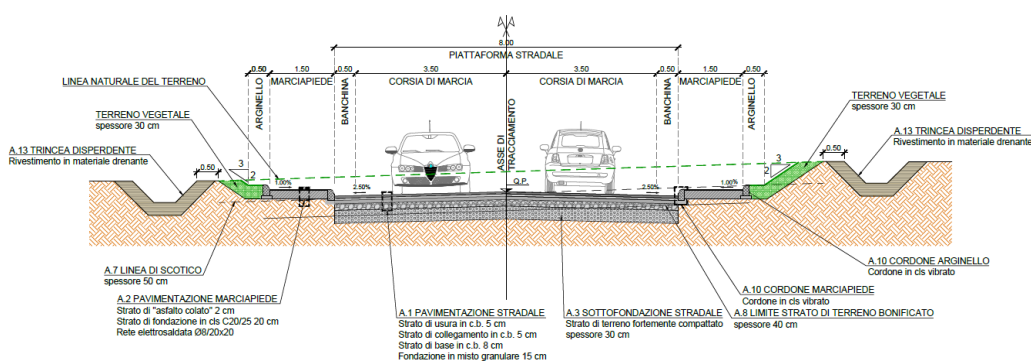 8.00
PIATTAFORMA STRADALE
0.50
1.50
0.50
3.50
3.50
0.50
1.50
0.50
ARGINELLO
MARCIAPIEDE
BANCHINA
CORSIA DI MARCIA
ASSE DI
TRACCIAMENTO
CORSIA DI MARCIA
BANCHINA
MARCIAPIEDE
ARGINELLO
LINEA NATURALE DEL TERRENO
TERRENO VEGETALE
spessore 30 cm
A.13 TRINCEA DISPERDENTE
Rivestimento in materiale drenante
TERRENO VEGETALE
spessore 30 cm
A.13 TRINCEA DISPERDENTE
Rivestimento in materiale drenante
0.50
3
2
1.00%
2.50%
Q.P.
2.50%
1.00%
2
3
0.50
A.7 LINEA DI SCOTICO
spessore 50 cm
A.2 PAVIMENTAZIONE MARCIAPIEDE
Strato di "asfalto colato" 2 cm
Strato di fondazione in cls C20/25 20 cm
Rete elettrosaldata Ø8/20x20
A.1 PAVIMENTAZIONE STRADALE
Strato di usura in c.b. 5 cm
Strato di collegamento in c.b. 5 cm
Strato di base in c.b. 8 cm
Fondazione in misto granulare 15 cm
A.3 SOTTOFONDAZIONE STRADALE
Strato di terreno fortemente compattato
spessore 30 cm
A.10 CORDONE ARGINELLO
Cordone in cls vibrato
A.10 CORDONE MARCIAPIEDE
Cordone in cls vibrato
A.8 LIMITE STRATO DI TERRENO BONIFICATO
spessore 40 cm